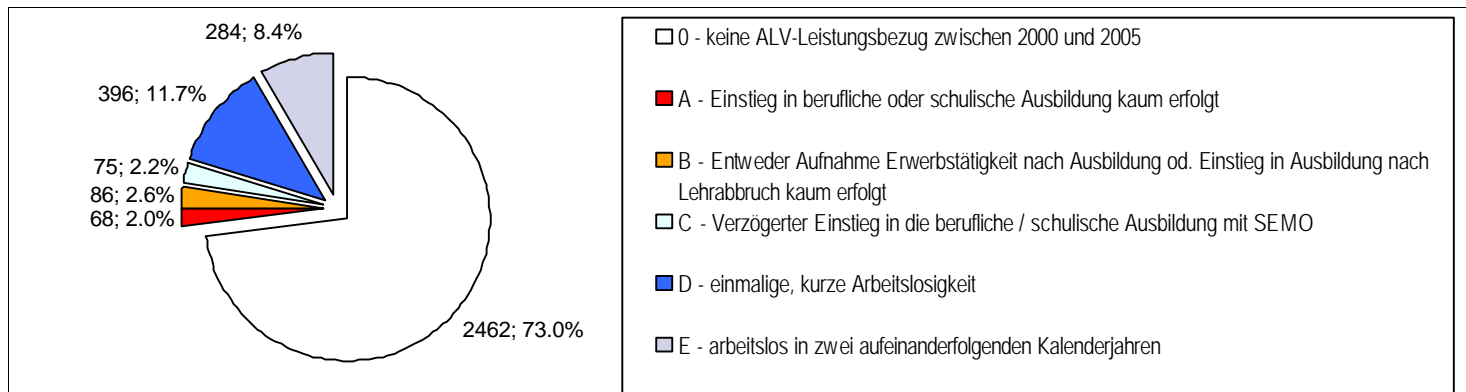 284; 8.4%
396; 11.7%
75; 2.2%
86; 2.6%
68; 2.0%
2462; 73.0%
0 - keine ALV-Leistungsbezug zwischen 2000 und 2005
A - Einstieg in berufliche oder schulische Ausbildung kaum erfolgt
B - Entweder Aufnahme Erwerbstätigkeit nach Ausbildung od. Einstieg in Ausbildung nach
Lehrabbruch kaum erfolgt
C - Verzögerter Einstieg in die berufliche / schulische Ausbildung mit SEMO
D - einmalige, kurze Arbeitslosigkeit
E - arbeitslos in zwei aufeinanderfolgenden Kalenderjahren